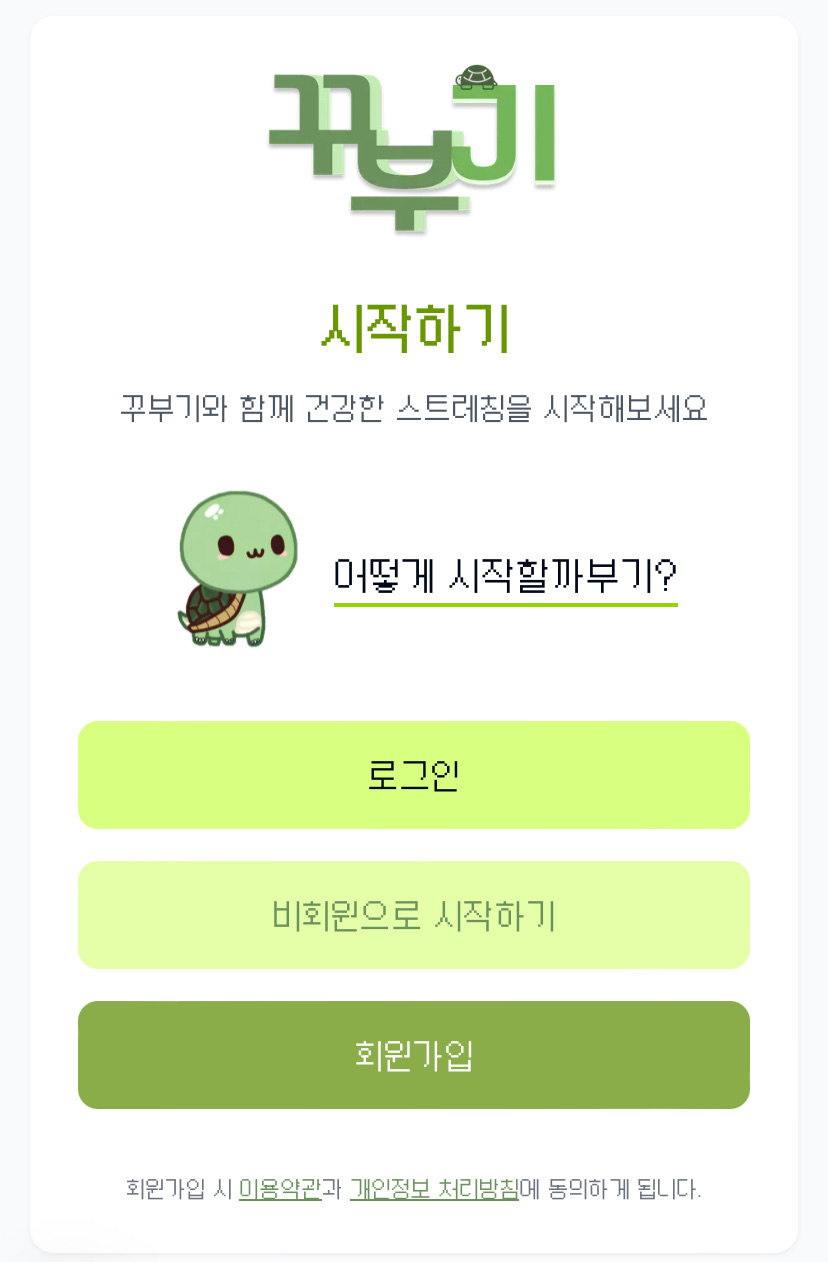 꾸부기
시작하기
꾸부기와 함께 건강한 스트레칭을 시작해보세요
어떻게 시작할까부기?
로그인
비회원으로 시작하기
회원가입
회원가입 시 이용약관과 개인정보 처리방침에 동의하게 됩니다.